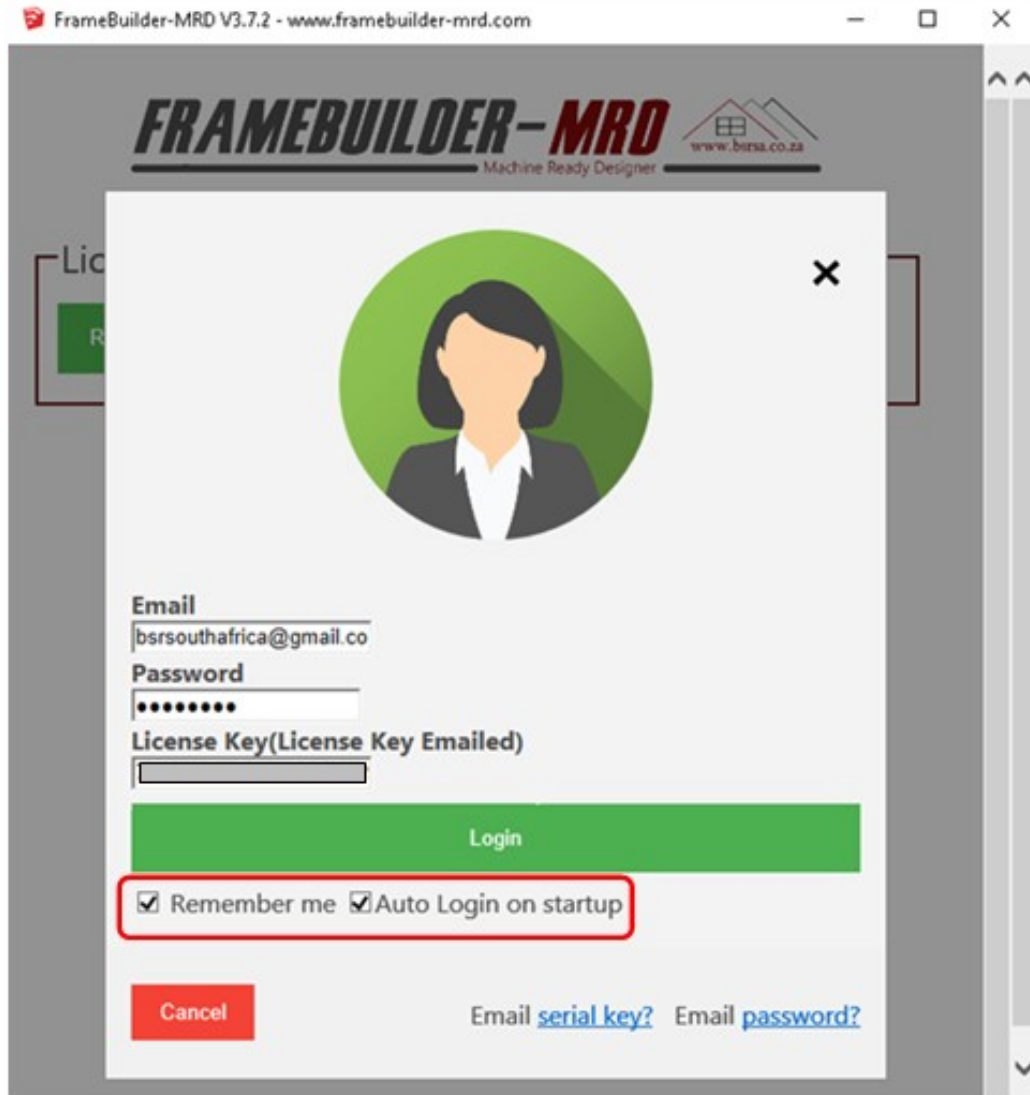 FrameBuilder-MRD V3.7.2 - www.framebuilder-mrd.com
FRAMEBUILDER-MRD
www.bsrsa.co.za
Machine Ready Designer
Lic
R
Email
bsrsouthafrica@gmail.co
Password
License Key(License Key Emailed)
Login
Remember me Auto Login on startup
Cancel Email serial key? Email password?